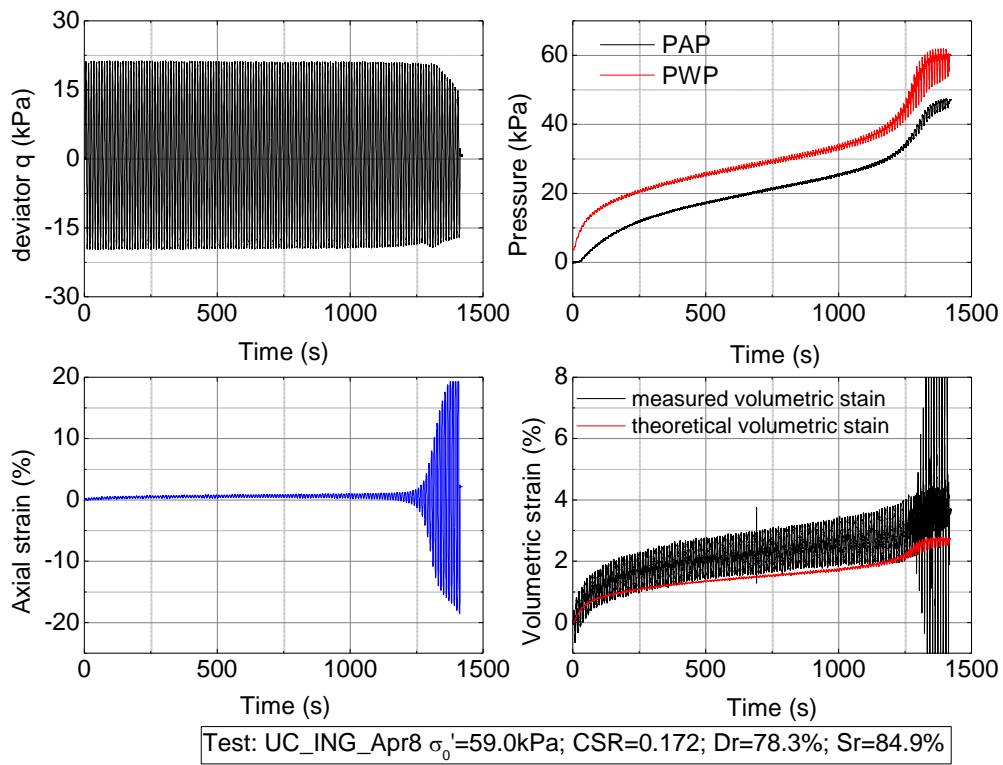 30
15
0
-15
-30
deviator q (kPa)
0 500 1000 1500
Time (s)
PAP
PWP
60
40
20
0
Pressure (kPa)
0 500 1000 1500
Time (s)
20
10
0
-10
-20
Axial strain (%)
0 500 1000 1500
Time (s)
measured volumetric stain
theoretical volumetric stain
8
6
4
2
0
Volumetric strain (%)
0 500 1000 1500
Time (s)
Test: UC_ING_Apr8 σ₀'=59.0kPa; CSR=0.172; Dr=78.3%; Sr=84.9%